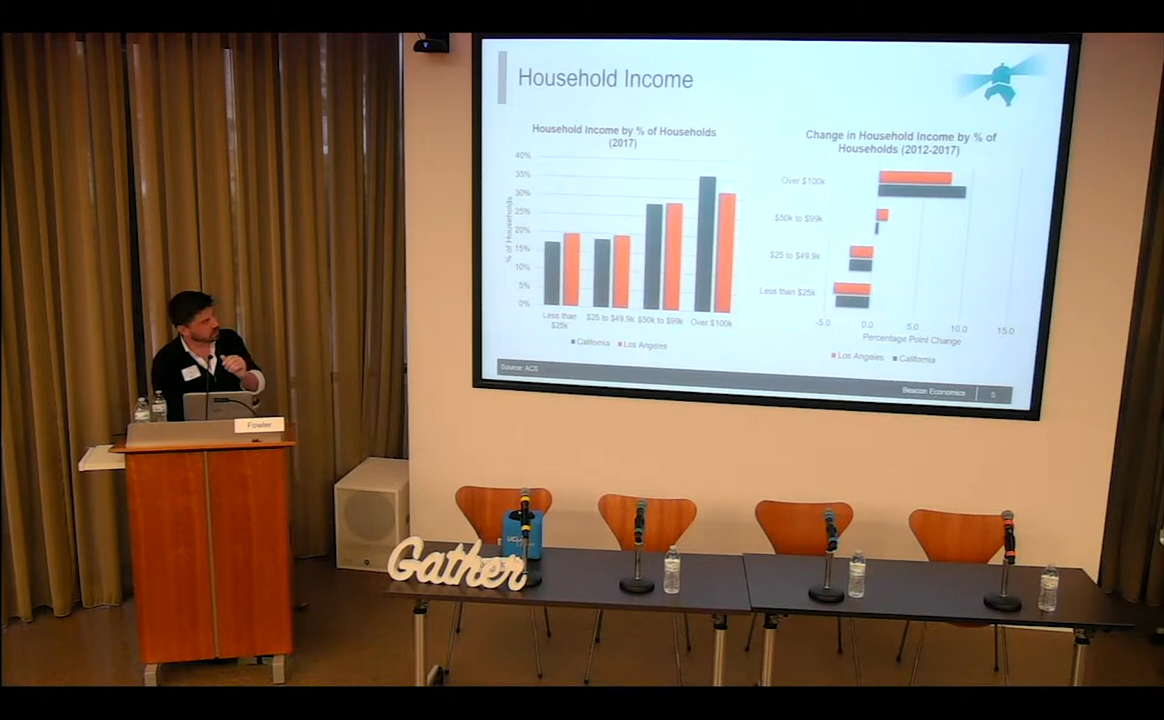 Household Income
Household Income by % of Households
(2017)
40%
35%
30%
25%
20%
15%
10%
5%
0%
% of Households
Less than
$25k
$25 to $49.9k
$50k to $99k
Over $100k
California
Los Angeles
Change in Household Income by % of
Households (2012-2017)
Over $100k
$50k to $99k
$25 to $49.9k
Less than $25k
-5.0
0.0
5.0
10.0
15.0
Percentage Point Change
Los Angeles
California
Source: ACS
Beacon Economics
5
Fowler
UCLA
Gather